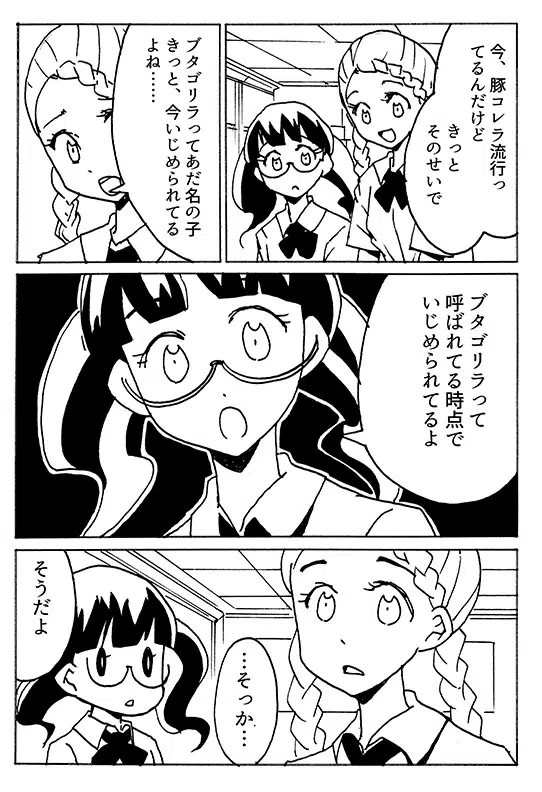 今、豚コレラ流行っ
てるんだけど
きっと
そのせいで
ブタゴリラってあだ名の子
きっと、今いじめられてる
よね……
ブタゴリラって
呼ばれてる時点で
いじめられてるよ
…そっか…
そうだよ